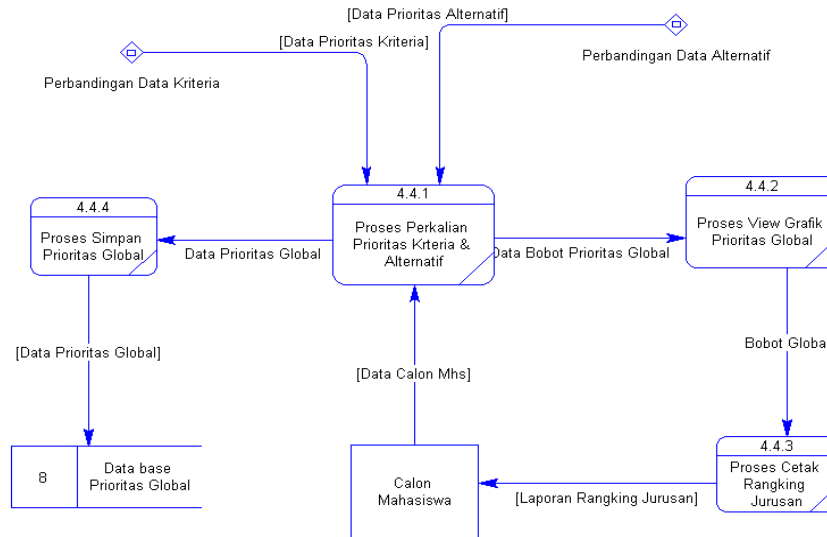 [Data Prioritas Alternatif]
[Data Prioritas Kriteria]
Perbandingan Data Kriteria
Perbandingan Data Alternatif
4.4.4
Proses Simpan
Prioritas Global
Data Prioritas Global
4.4.1
Proses Perkalian
Prioritas Krteria &
Alternatif
Data Bobot Prioritas Global
4.4.2
Proses View Grafik
Prioritas Global
[Data Prioritas Global]
[Data Calon Mhs]
Bobot Global
8
Data base
Prioritas Global
Calon
Mahasiswa
[Laporan Rangking Jurusan]
4.4.3
Proses Cetak
Rangking
Jurusan